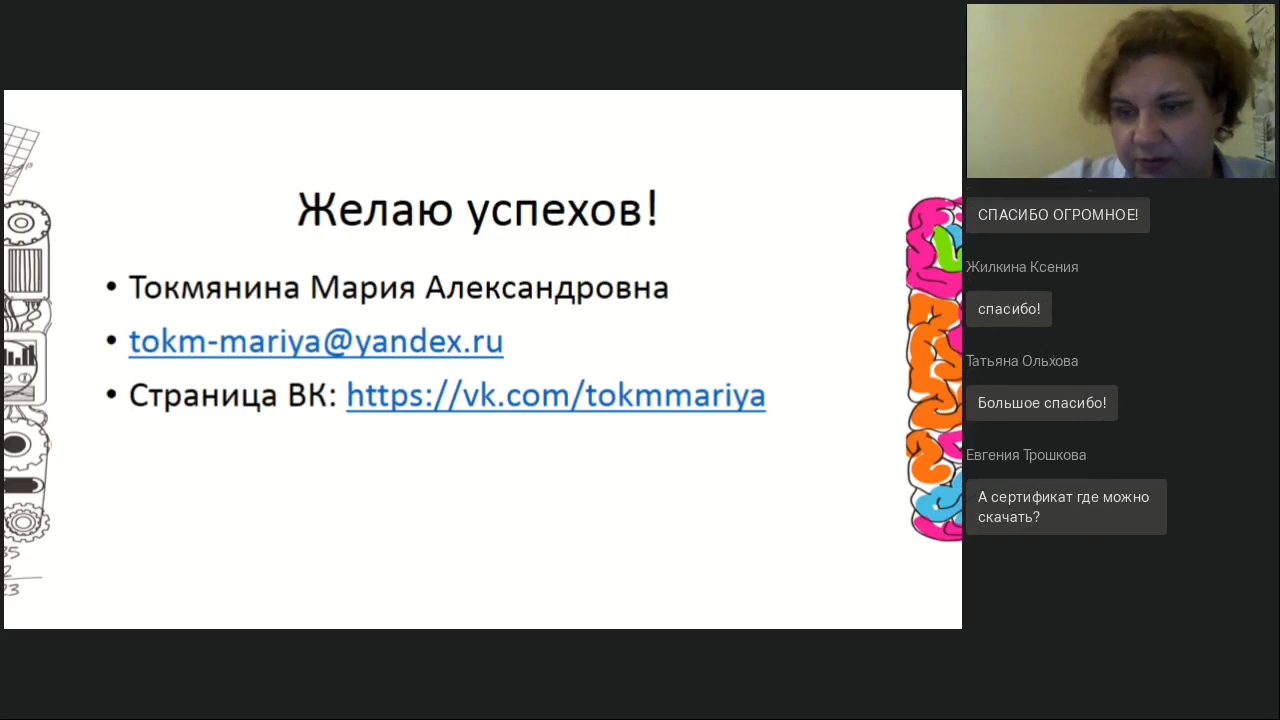 Желаю успехов!
• Токмянина Мария Александровна
• tokm-mariya@yandex.ru
• Страница ВК: https://vk.com/tokmmariya
СПАСИБО ОГРОМНОЕ!
Жилкина Ксения
спасибо!
Татьяна Ольхова
Большое спасибо!
Евгения Трошкова
А сертификат где можно
скачать?